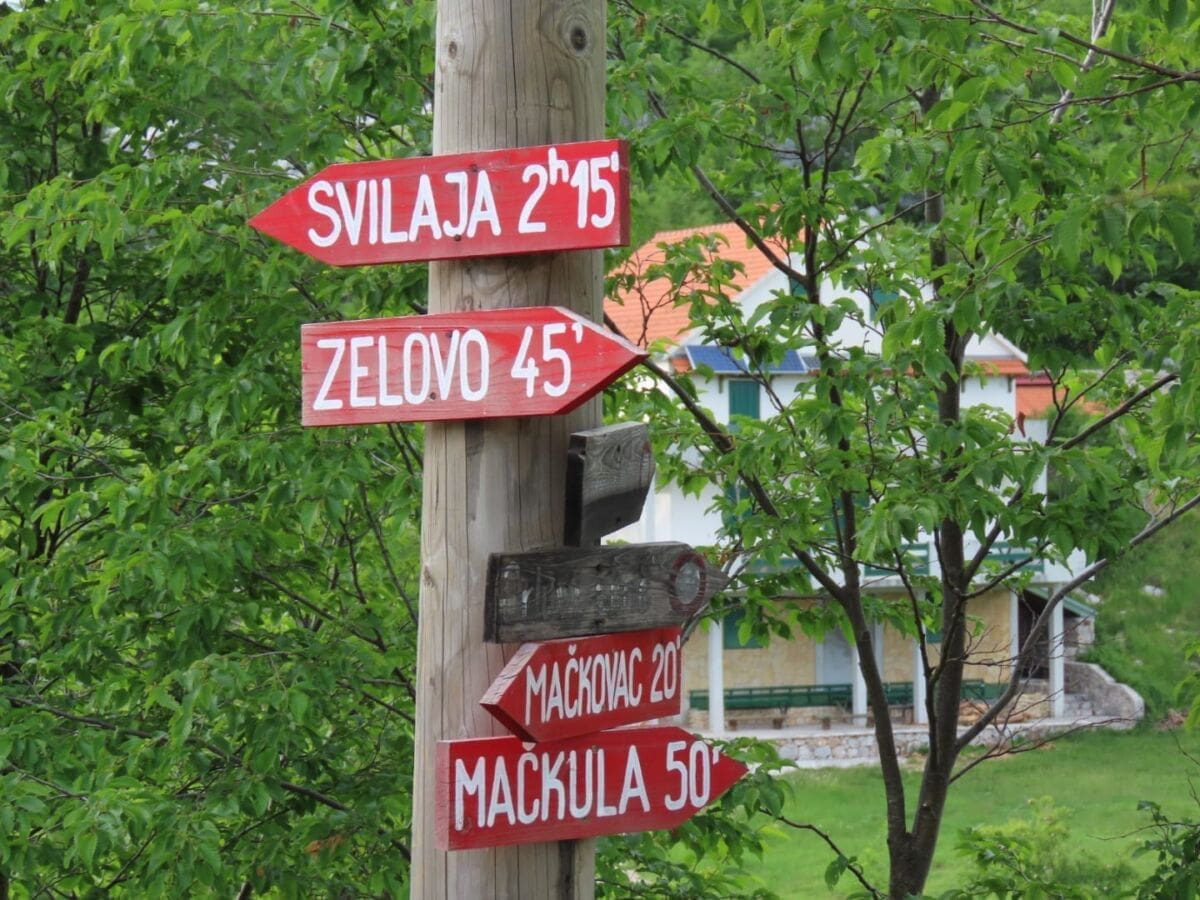 SVILAJA 2ʰ15'
ZELOVO 45'
MAČKOVAC 20'
MAČKULA 50'